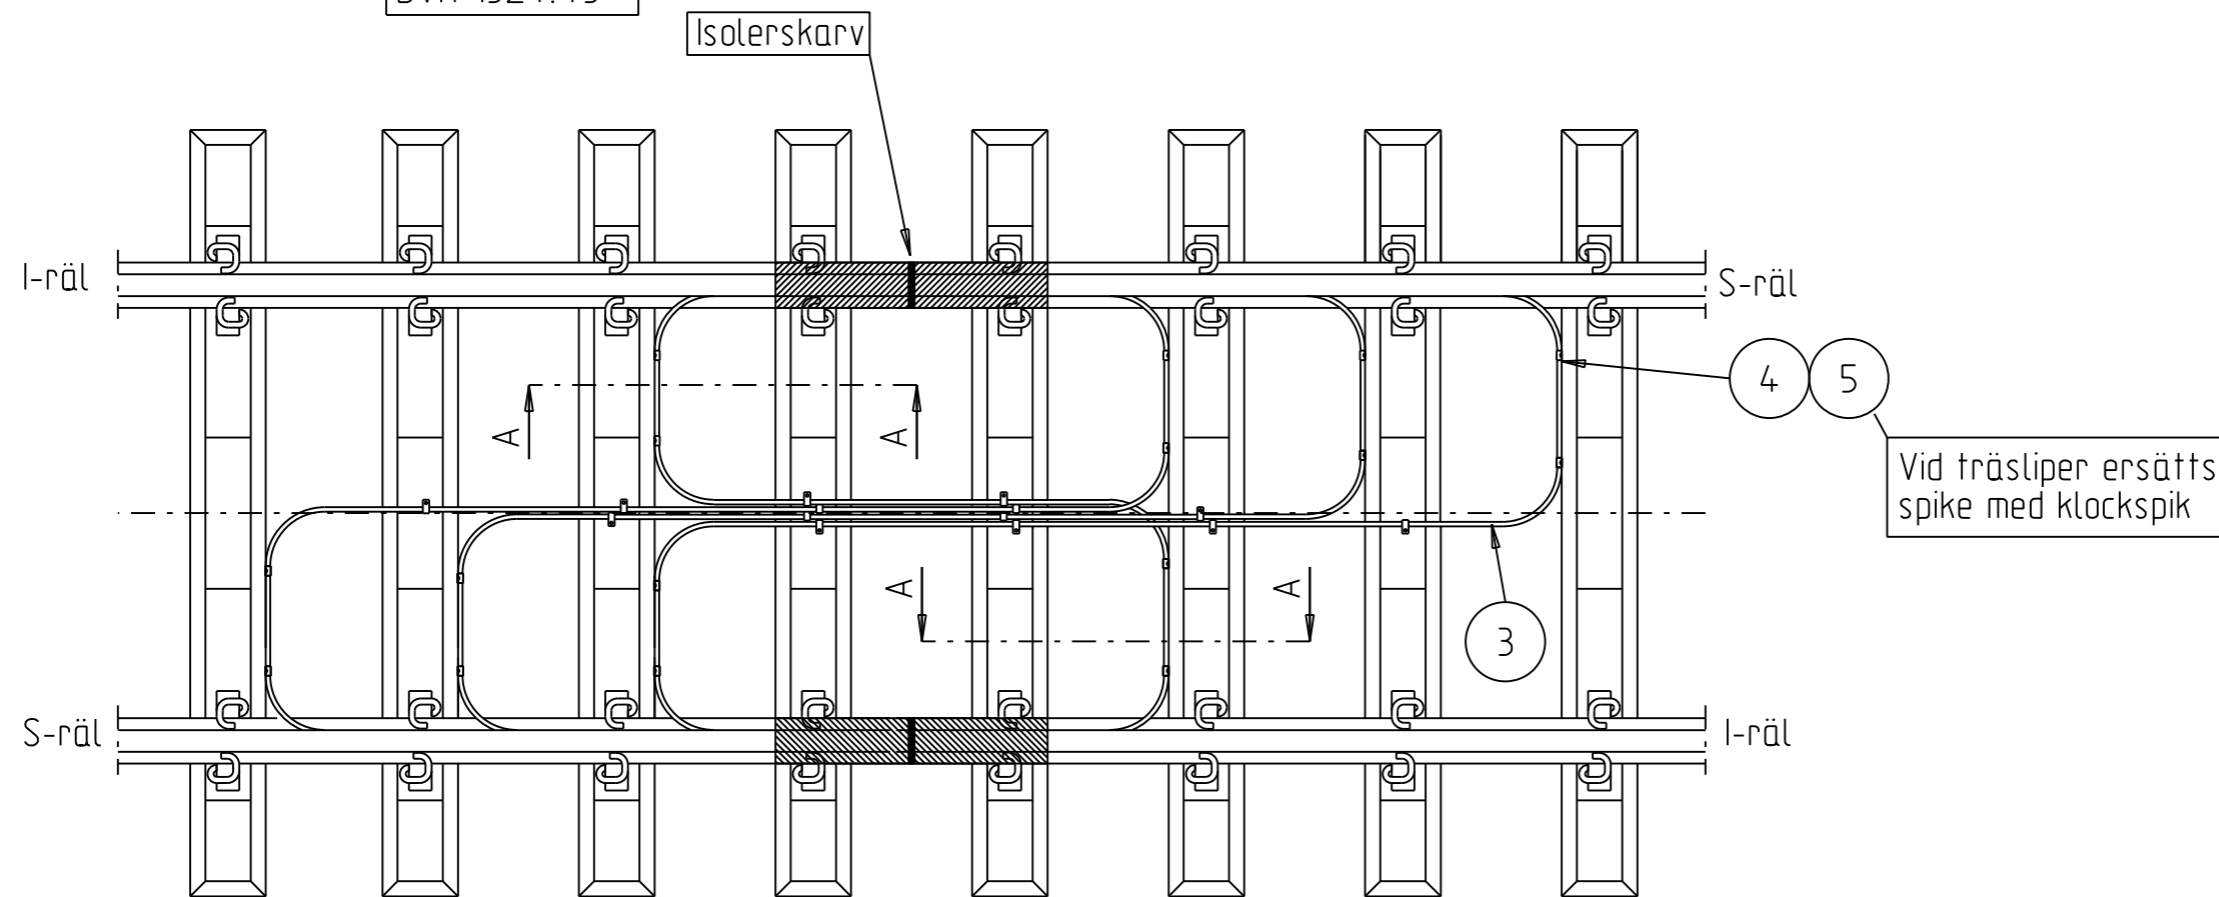 Isolerskarv
I-räl
S-räl
4
5
A
A
Vid träsliper ersätts
spike med klockspik
A
A
3
S-räl
I-räl